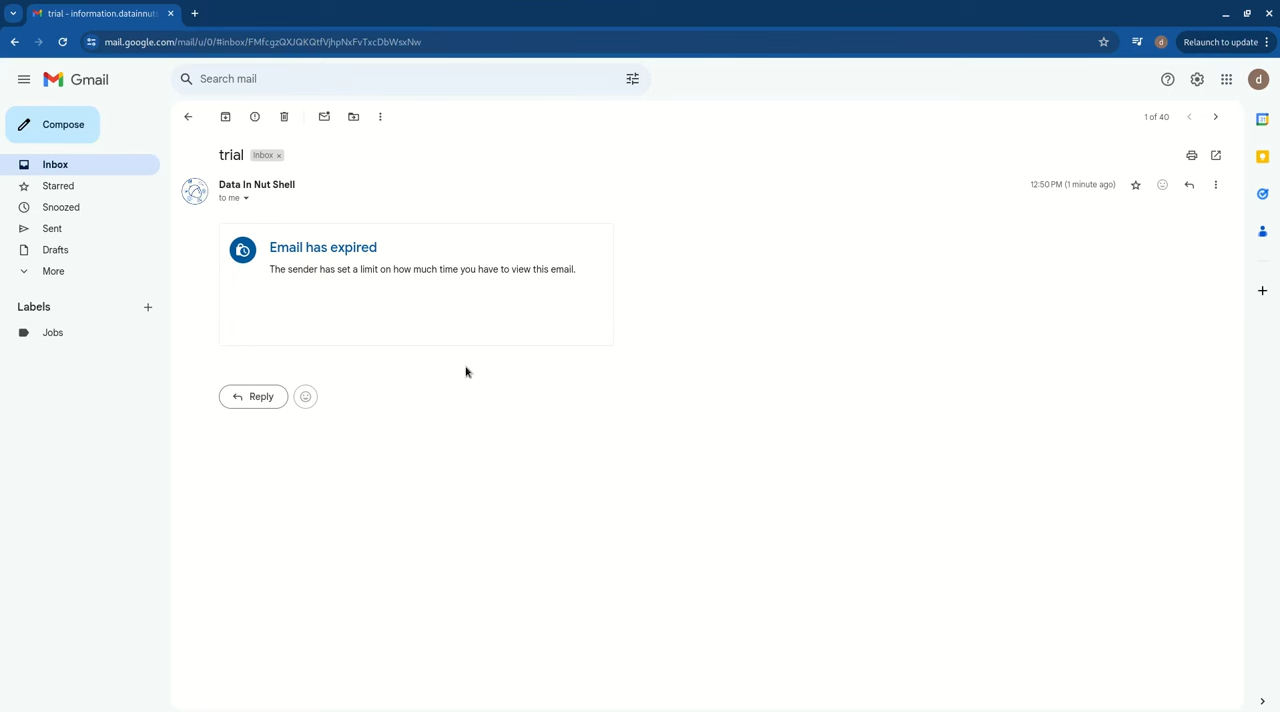 trial - information.datainnuts
mail.google.com/mail/u/0/#inbox/FMfcgzQXJQKQtfVjhpNxFvTxcDbWsxNw
Relaunch to update
Gmail
Search mail
Compose
1 of 40
Inbox
Starred
Snoozed
Sent
Drafts
More
Labels
Jobs
trial Inbox ×
Data In Nut Shell
12:50 PM (1 minute ago)
to me
Email has expired
The sender has set a limit on how much time you have to view this email.
Reply
d
d